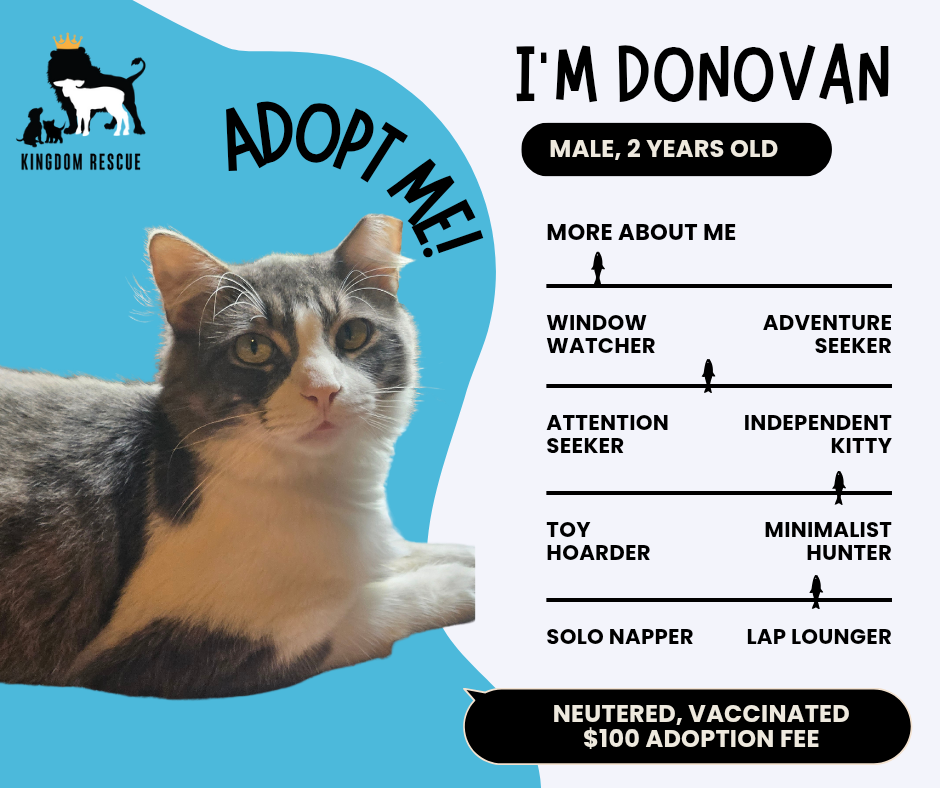 KINGDOM RESCUE
ADOPT ME!
I'M DONOVAN
MALE, 2 YEARS OLD
MORE ABOUT ME
WINDOW
WATCHER
ADVENTURE
SEEKER
ATTENTION
SEEKER
INDEPENDENT
KITTY
TOY
HOARDER
MINIMALIST
HUNTER
SOLO NAPPER
LAP LOUNGER
NEUTERED, VACCINATED
$100 ADOPTION FEE